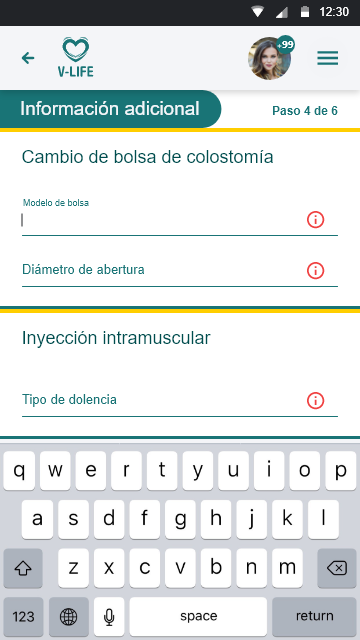 12:30
+99
V-LIFE
Información adicional
Paso 4 de 6
Cambio de bolsa de colostomía
Modelo de bolsa
Diámetro de abertura
Inyección intramuscular
Tipo de dolencia
q w e r t y u i o p
a s d f g h j k l
z x c v b n m
123 space return